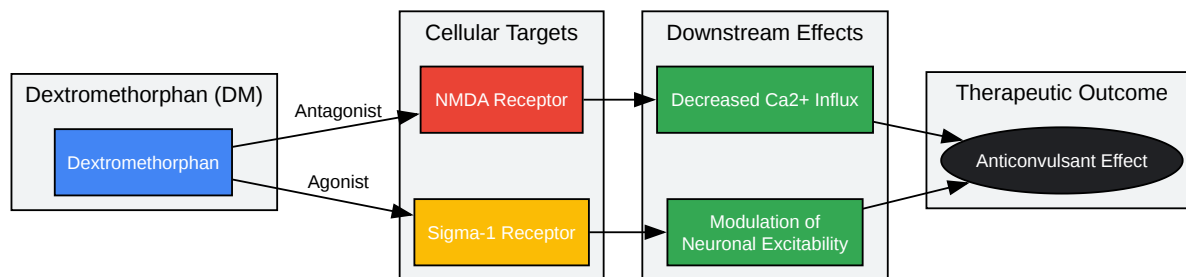 Dextromethorphan (DM)
Dextromethorphan
Antagonist
Agonist
Cellular Targets
NMDA Receptor
Sigma-1 Receptor
Downstream Effects
Decreased Ca2+ Influx
Modulation of
Neuronal Excitability
Therapeutic Outcome
Anticonvulsant Effect